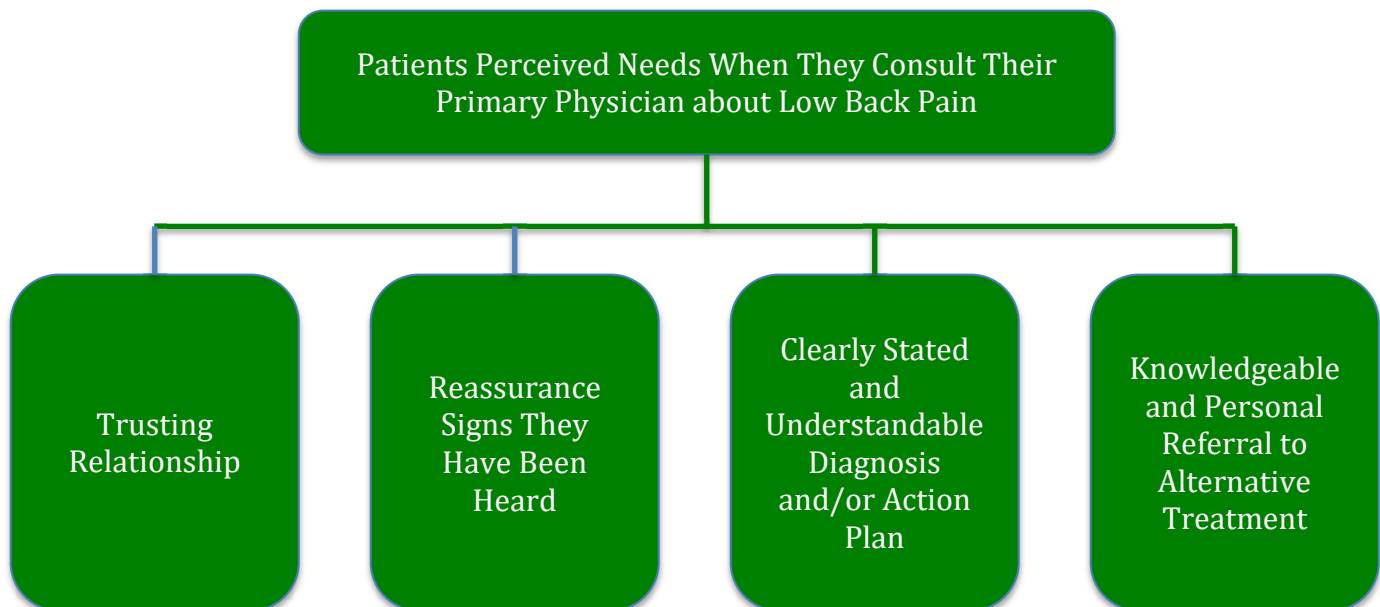 Patients Perceived Needs When They Consult Their
Primary Physician about Low Back Pain
Trusting
Relationship
Reassurance
Signs They
Have Been
Heard
Clearly Stated
and
Understandable
Diagnosis
and/or Action
Plan
Knowledgeable
and Personal
Referral to
Alternative
Treatment